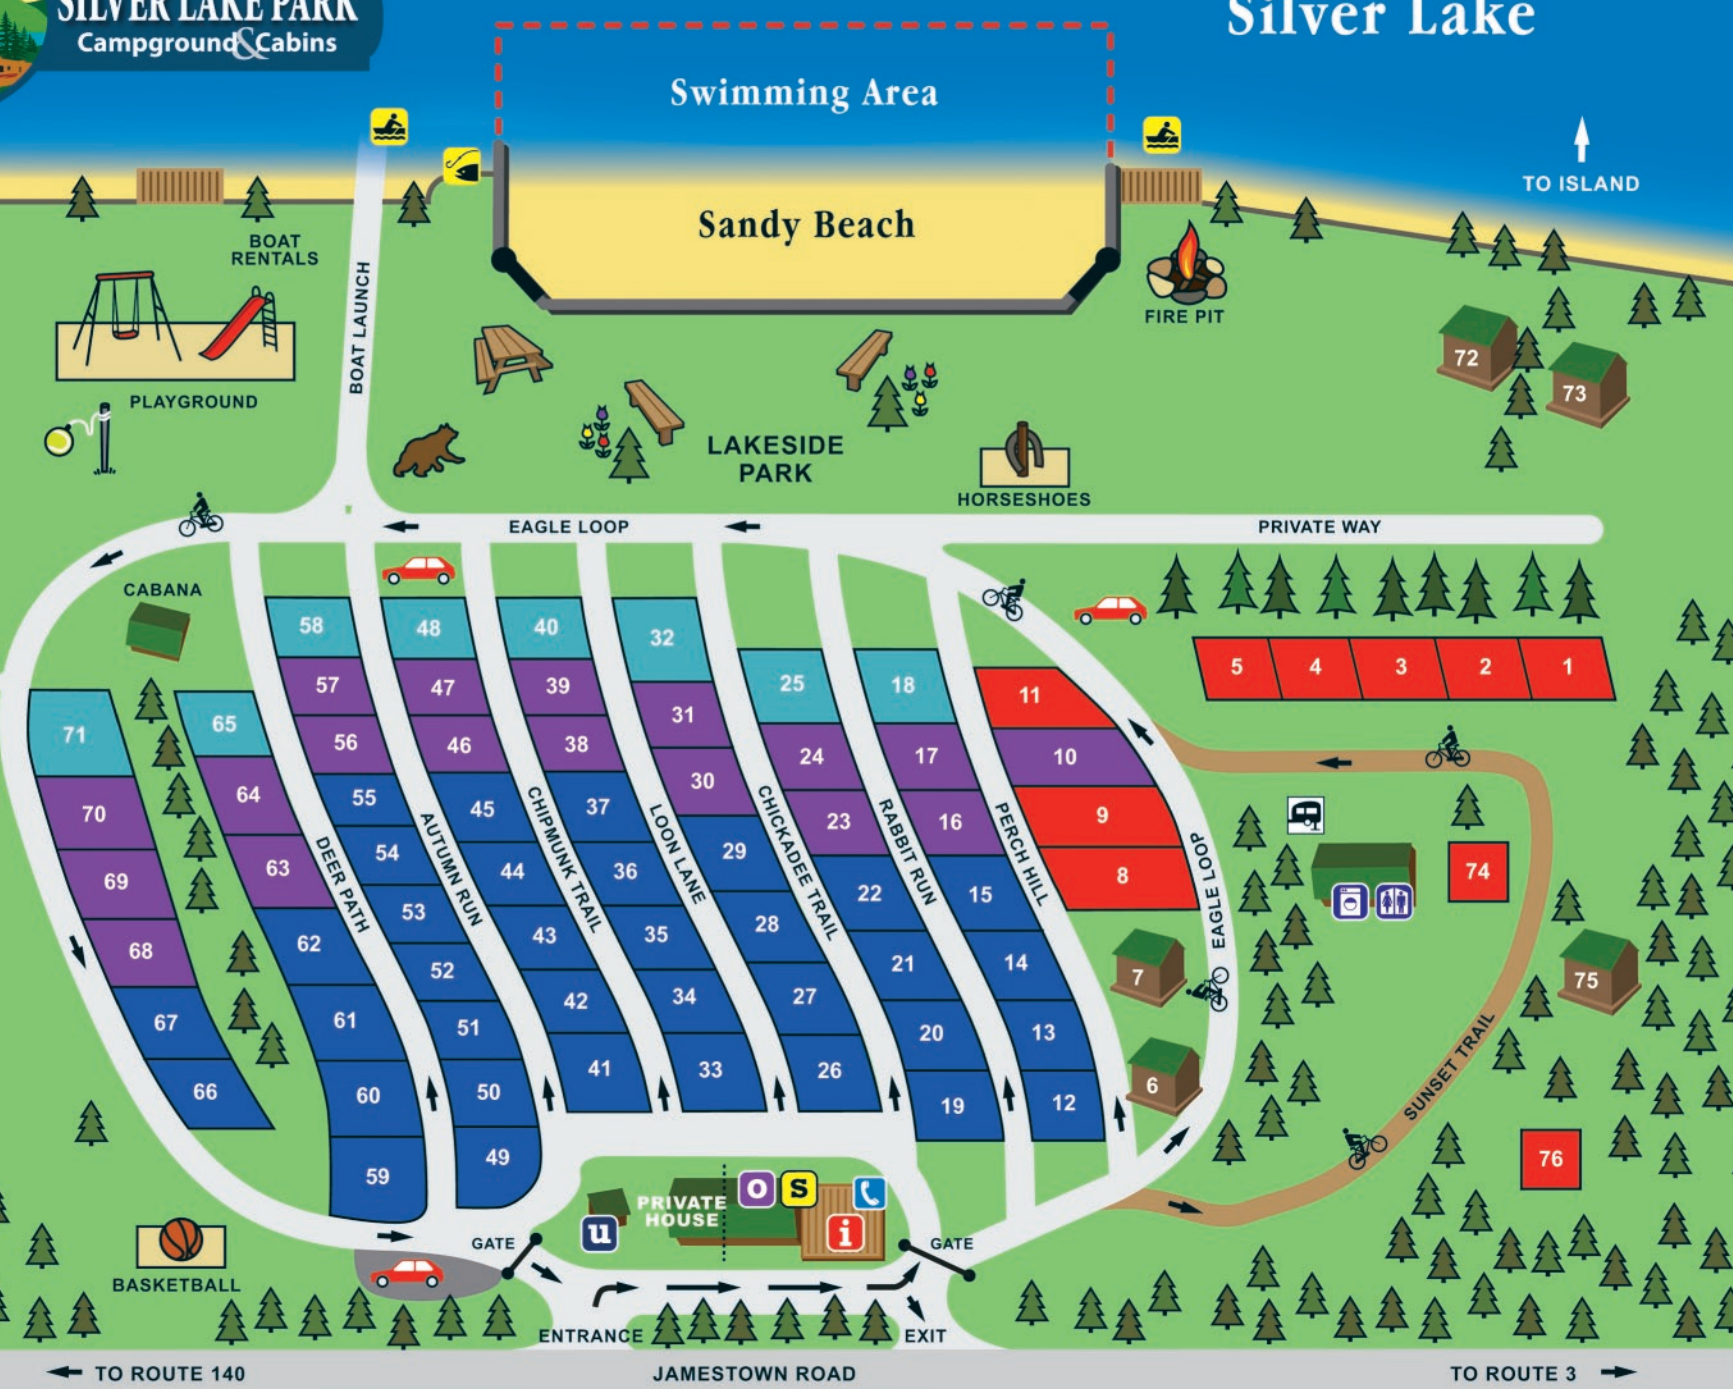 SILVER LAKE PARK
Campground & Cabins
Silver Lake
Swimming Area
TO ISLAND
Sandy Beach
BOAT
RENTALS
BOAT LAUNCH
FIRE PIT
PLAYGROUND
72
73
LAKESIDE
PARK
HORSESHOES
EAGLE LOOP
PRIVATE WAY
CABANA
58
48
40
32
25
18
11
5
4
3
2
1
71
65
57
47
39
31
24
17
10
70
64
56
46
38
30
23
16
9
69
63
55
45
37
29
22
15
8
74
68
62
54
44
36
28
21
14
7
75
67
61
53
43
35
27
20
13
6
66
60
52
42
34
26
19
12
76
59
51
41
33
50
49
DEER PATH
AUTUMN RUN
CHIPMUNK TRAIL
LOON LANE
CHICKADEE TRAIL
RABBIT RUN
PERCH HILL
EAGLE LOOP
SUNSET TRAIL
O
S
PRIVATE
HOUSE
u
i
GATE
GATE
BASKETBALL
ENTRANCE
EXIT
TO ROUTE 140
JAMESTOWN ROAD
TO ROUTE 3